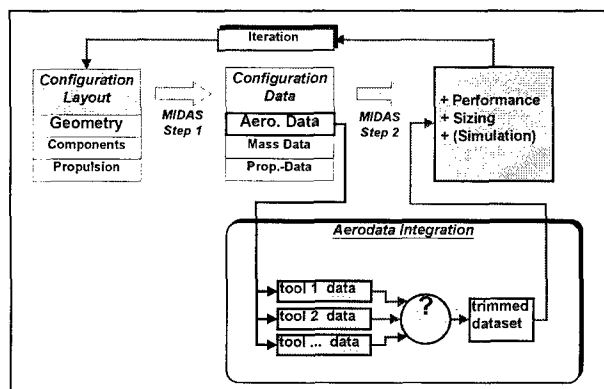 Iteration
Configuration
Layout
Geometry
Components
Propulsion
MIDAS
Step 1
Configuration
Data
Aero. Data
Mass Data
Prop.-Data
MIDAS
Step 2
+ Performance
+ Sizing
+ (Simulation)
Aerodata Integration
tool 1 data
tool 2 data
tool ... data
?
trimmed
dataset